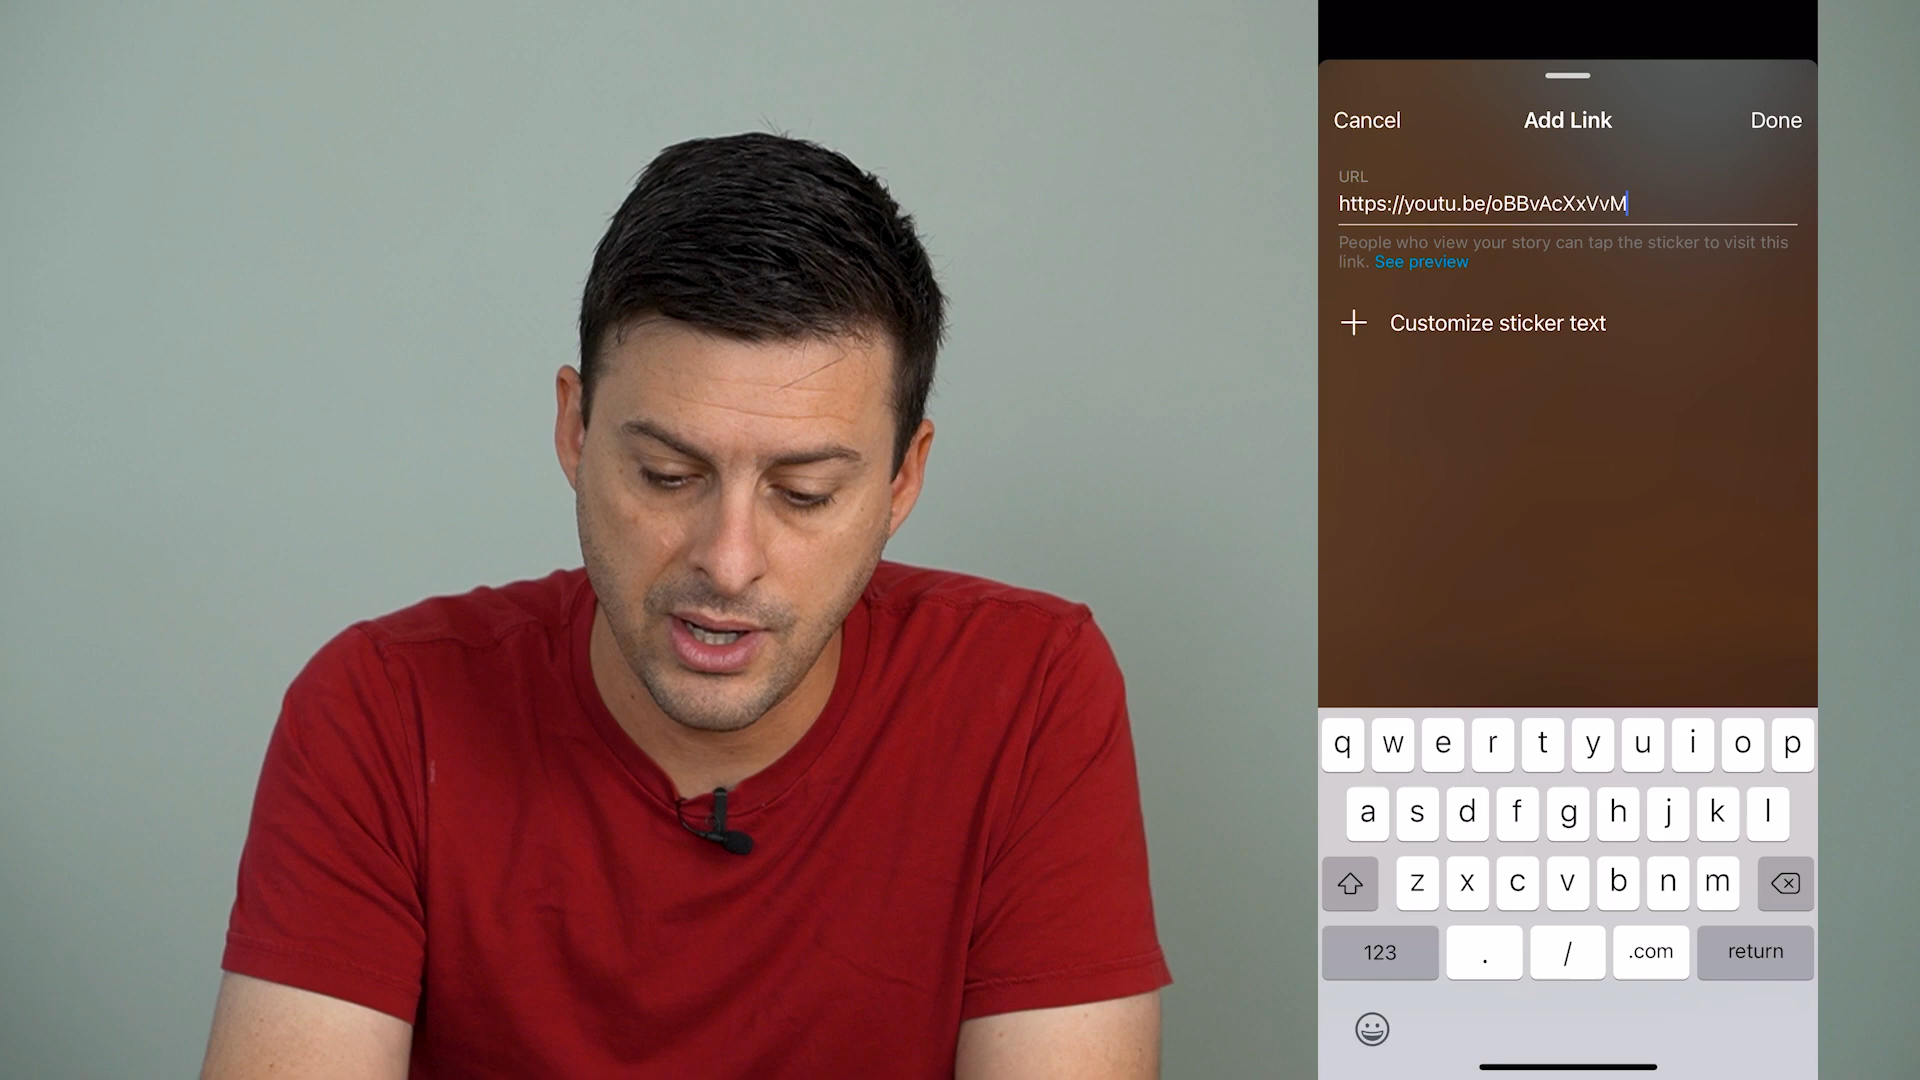 Cancel Add Link Done
URL
https://youtu.be/oBBvAcXxVvM
People who view your story can tap the sticker to visit this
link. See preview
Customize sticker text
q w e r t y u i o p
a s d f g h j k l
z x c v b n m
123 . / .com return